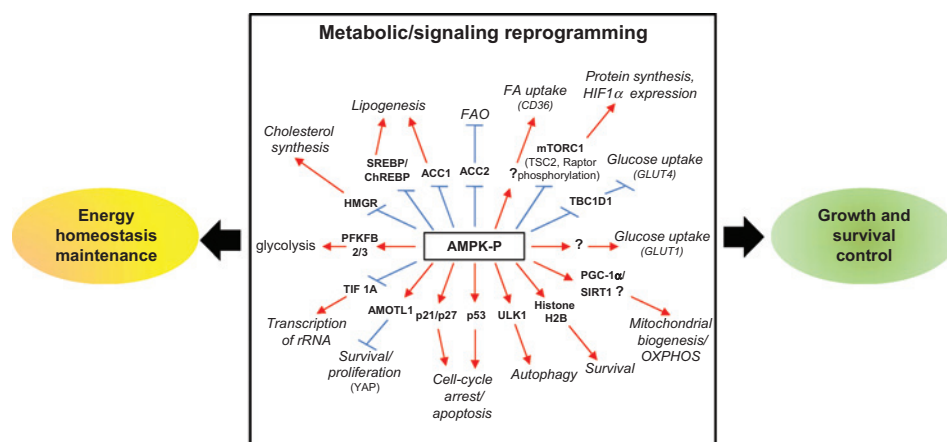 Metabolic/signaling reprogramming
Energy
homeostasis
maintenance
Growth and
survival
control
Cholesterol
synthesis
HMGR
Lipogenesis
SREBP/
ChREBP
ACC1
FAO
ACC2
FA uptake
(CD36)
?
Protein synthesis,
HIF1α expression
mTORC1
(TSC2, Raptor
phosphorylation)
Glucose uptake
(GLUT4)
TBC1D1
glycolysis
PFKFB
2/3
AMPK-P
?
Glucose uptake
(GLUT1)
TIF 1A
Transcription
of rRNA
AMOTL1
Survival/
proliferation
(YAP)
p21/p27
p53
Cell-cycle
arrest/
apoptosis
ULK1
Autophagy
Histone
H2B
Survival
PGC-1α/
SIRT1 ?
Mitochondrial
biogenesis/
OXPHOS